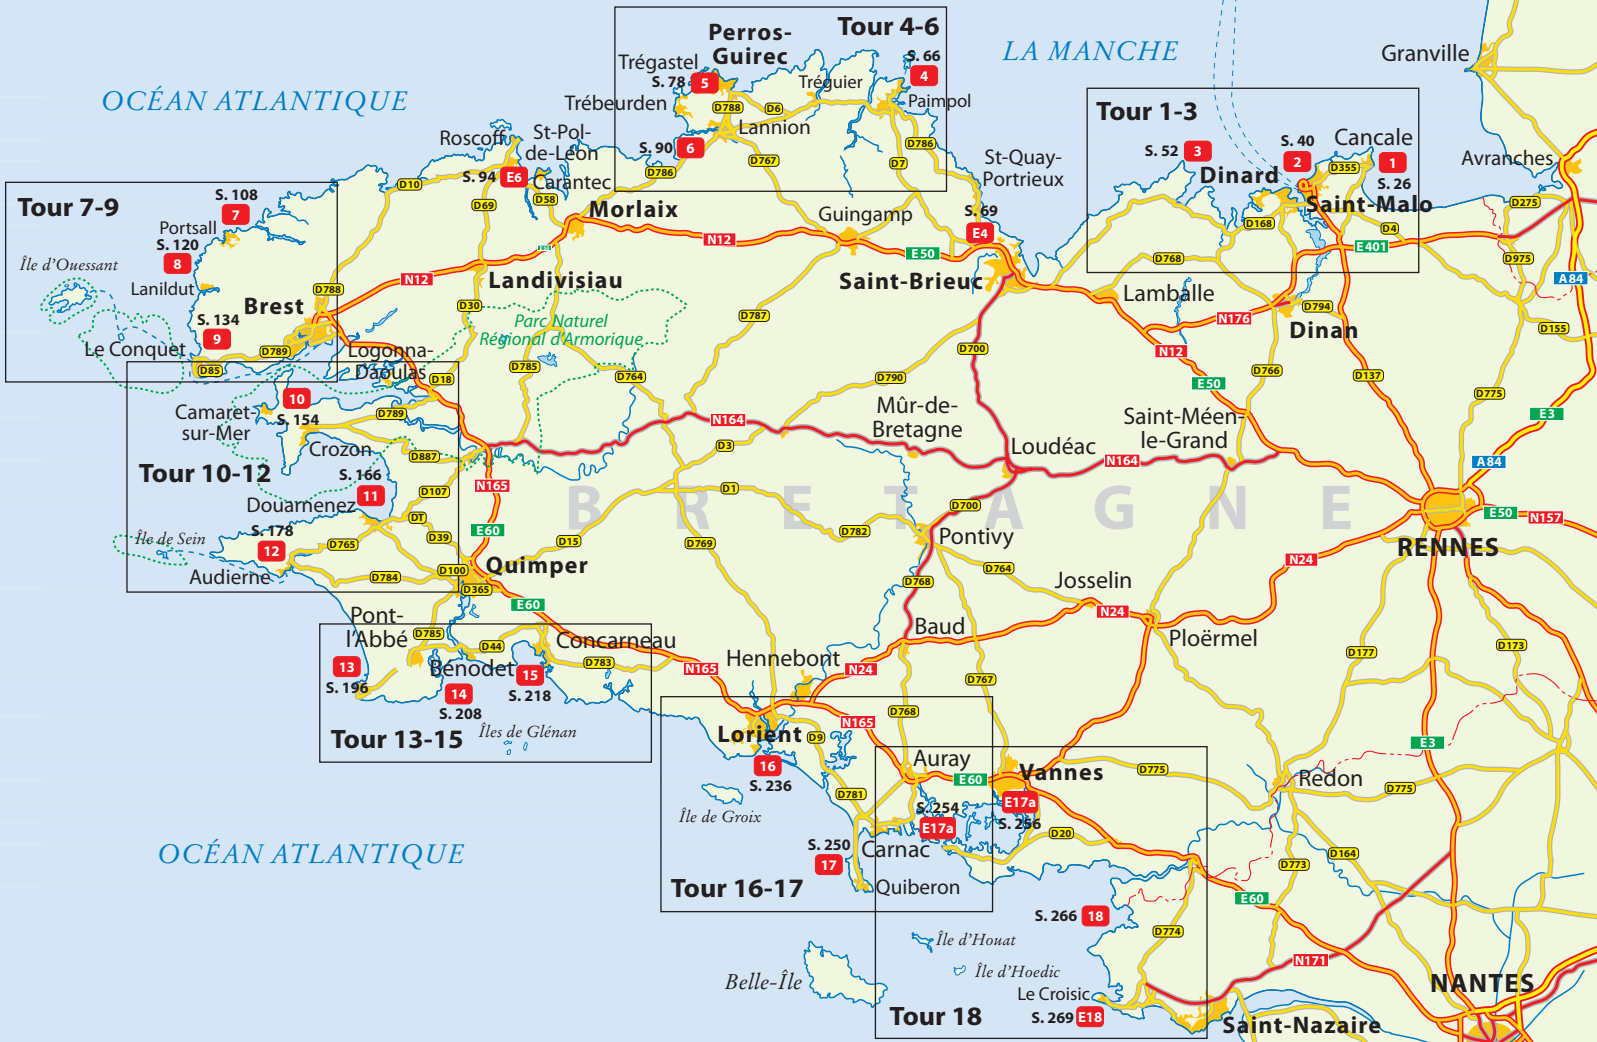 Tour 4-6
Perros-
Guirec
Trégastel
S. 78
5
S. 66
4
Tréguier
Trébeurden
D788
D6
Paimpol
Lannion
S. 90
6
D767
D786
D7
D786
LA MANCHE
Granville
OCÉAN ATLANTIQUE
Tour 1-3
S. 52
3
S. 40
2
Cancale
1
S. 26
D355
Dinard
Saint-Malo
D168
D4
E401
Avranches
D275
D975
A84
D155
Roscoff
St-Pol-
de-Léon
S. 94
E6
Carantec
D10
D69
D58
Morlaix
St-Quay-
Portrieux
S. 69
E4
Guingamp
N12
E50
Saint-Brieuc
D768
Lamballe
N176
D794
Dinan
N12
E50
D766
D137
D775
E3
Tour 7-9
S. 108
7
Portsall
S. 120
8
Île d'Ouessant
Lanildut
Brest
D788
N12
Landivisiau
D30
S. 134
9
Le Conquet
D85
D789
Parc Naturel
Régional d'Armorique
D787
D785
D764
D700
D790
Logonna-
Daoulas
D18
10
S. 154
Camaret-
sur-Mer
D789
Crozon
D887
Tour 10-12
S. 166
11
Douarnenez
D107
DT
D39
N165
E60
Île de Sein
S. 178
12
D765
Audierne
D784
D100
D365
Quimper
E60
N164
D3
D1
Mûr-de-
Bretagne
Loudéac
Saint-Méen-
le-Grand
N164
A84
BRETAGNE
D700
D15
D769
D782
Pontivy
D764
D768
Josselin
N24
N24
Ploërmel
E50
N157
RENNES
Baud
D767
D177
D173
Pont-
l'Abbé
D785
D44
Concarneau
D783
13
S. 196
Bénodet
14
S. 208
15
S. 218
Îles de Glénan
Tour 13-15
N165
Hennebont
N24
N165
D768
Lorient
D9
16
S. 236
Île de Groix
D781
Auray
E60
Vannes
S. 254
E17a
E17a
S. 256
D20
D775
Redon
D775
E3
OCÉAN ATLANTIQUE
S. 250
17
Carnac
Quiberon
Tour 16-17
D773
D164
S. 266
18
E60
D774
Île d'Houat
Île d'Hoedic
Belle-Île
Le Croisic
S. 269
E18
Tour 18
N171
Saint-Nazaire
NANTES